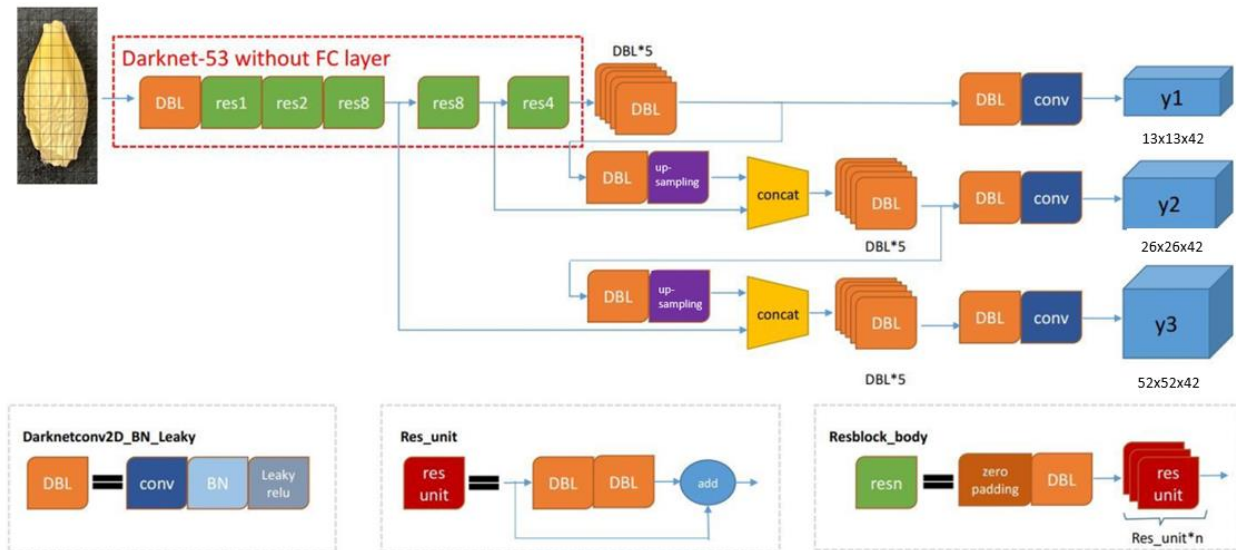 Darknet-53 without FC layer
DBL*5
DBL res1 res2 res8 res8 res4 DBL DBL conv y1
13x13x42
DBL up-
sampling concat DBL DBL conv y2
DBL*5 26x26x42
DBL up-
sampling concat DBL DBL conv y3
DBL*5 52x52x42
Darknetconv2D_BN_Leaky
DBL = conv BN Leaky
relu
Res_unit
res
unit = DBL DBL add
Resblock_body
resn = zero
padding DBL res
unit
Res_unit*n